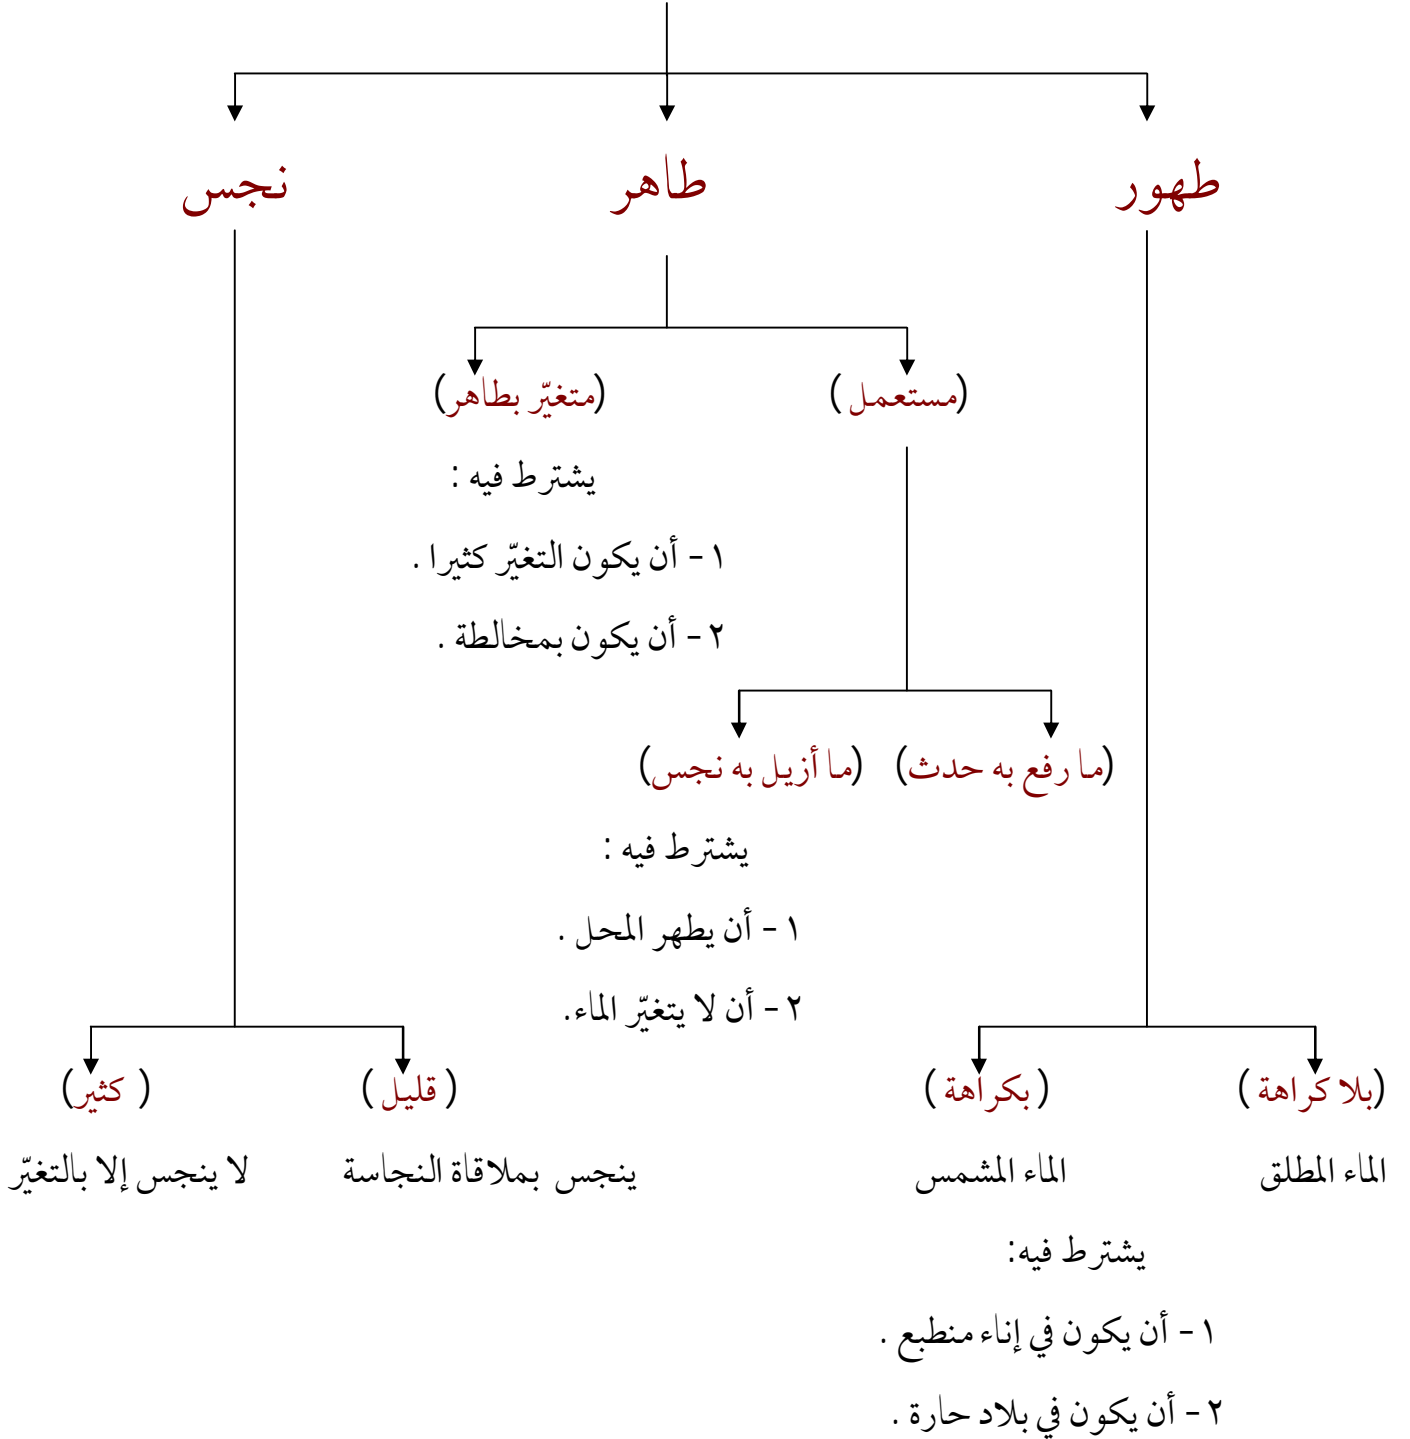 طهور
طاهر
نجس
(مستعمل)
(متغيّر بطاهر)
يشترط فيه :
١ - أن يكون التغيّر كثيرا .
٢ - أن يكون بمخالطة .
(ما رفع به حدث)
(ما أزيل به نجس)
يشترط فيه :
١ - أن يطهر المحل .
٢ - أن لا يتغيّر الماء.
(بلا كراهة)
(بكراهة)
(قليل)
(كثير)
الماء المطلق
الماء المشمس
ينجس بملاقاة النجاسة
لا ينجس إلا بالتغيّر
يشترط فيه:
١ - أن يكون في إناء منطبع .
٢ - أن يكون في بلاد حارة .